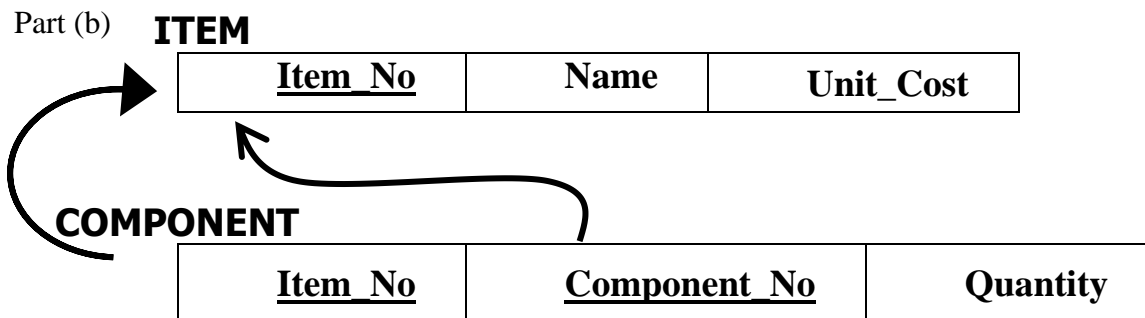 Part (b)
ITEM
Item_No Name Unit_Cost
COMPONENT
Item_No Component_No Quantity